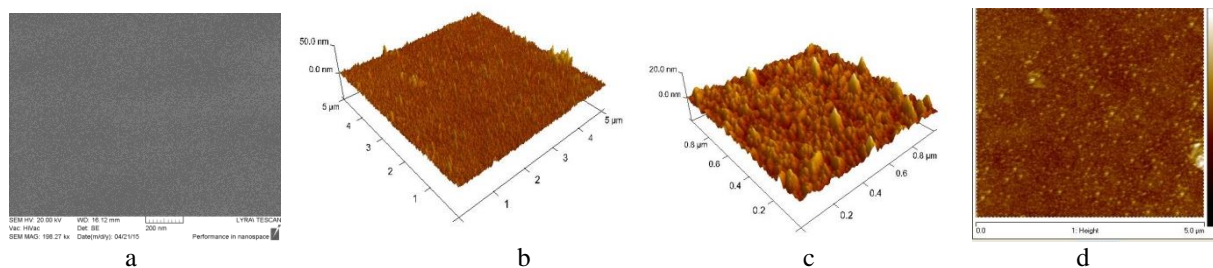 SEM HV: 20.00 kV WD: 16.12 mm LYRA\ TESCAN
Vac: HiVac Det: BE 200 nm
SEM MAG: 198.27 kx Date(m/d/y): 04/21/15 Performance in nanospace
a
50.0 nm
0.0 nm
5 µm
4
3
2
1
5 µm
4
3
2
1
b
20.0 nm
0.0 nm
0.8 µm
0.6
0.4
0.2
0.8 µm
0.6
0.4
0.2
c
0.0 1: Height 5.0 µm
d